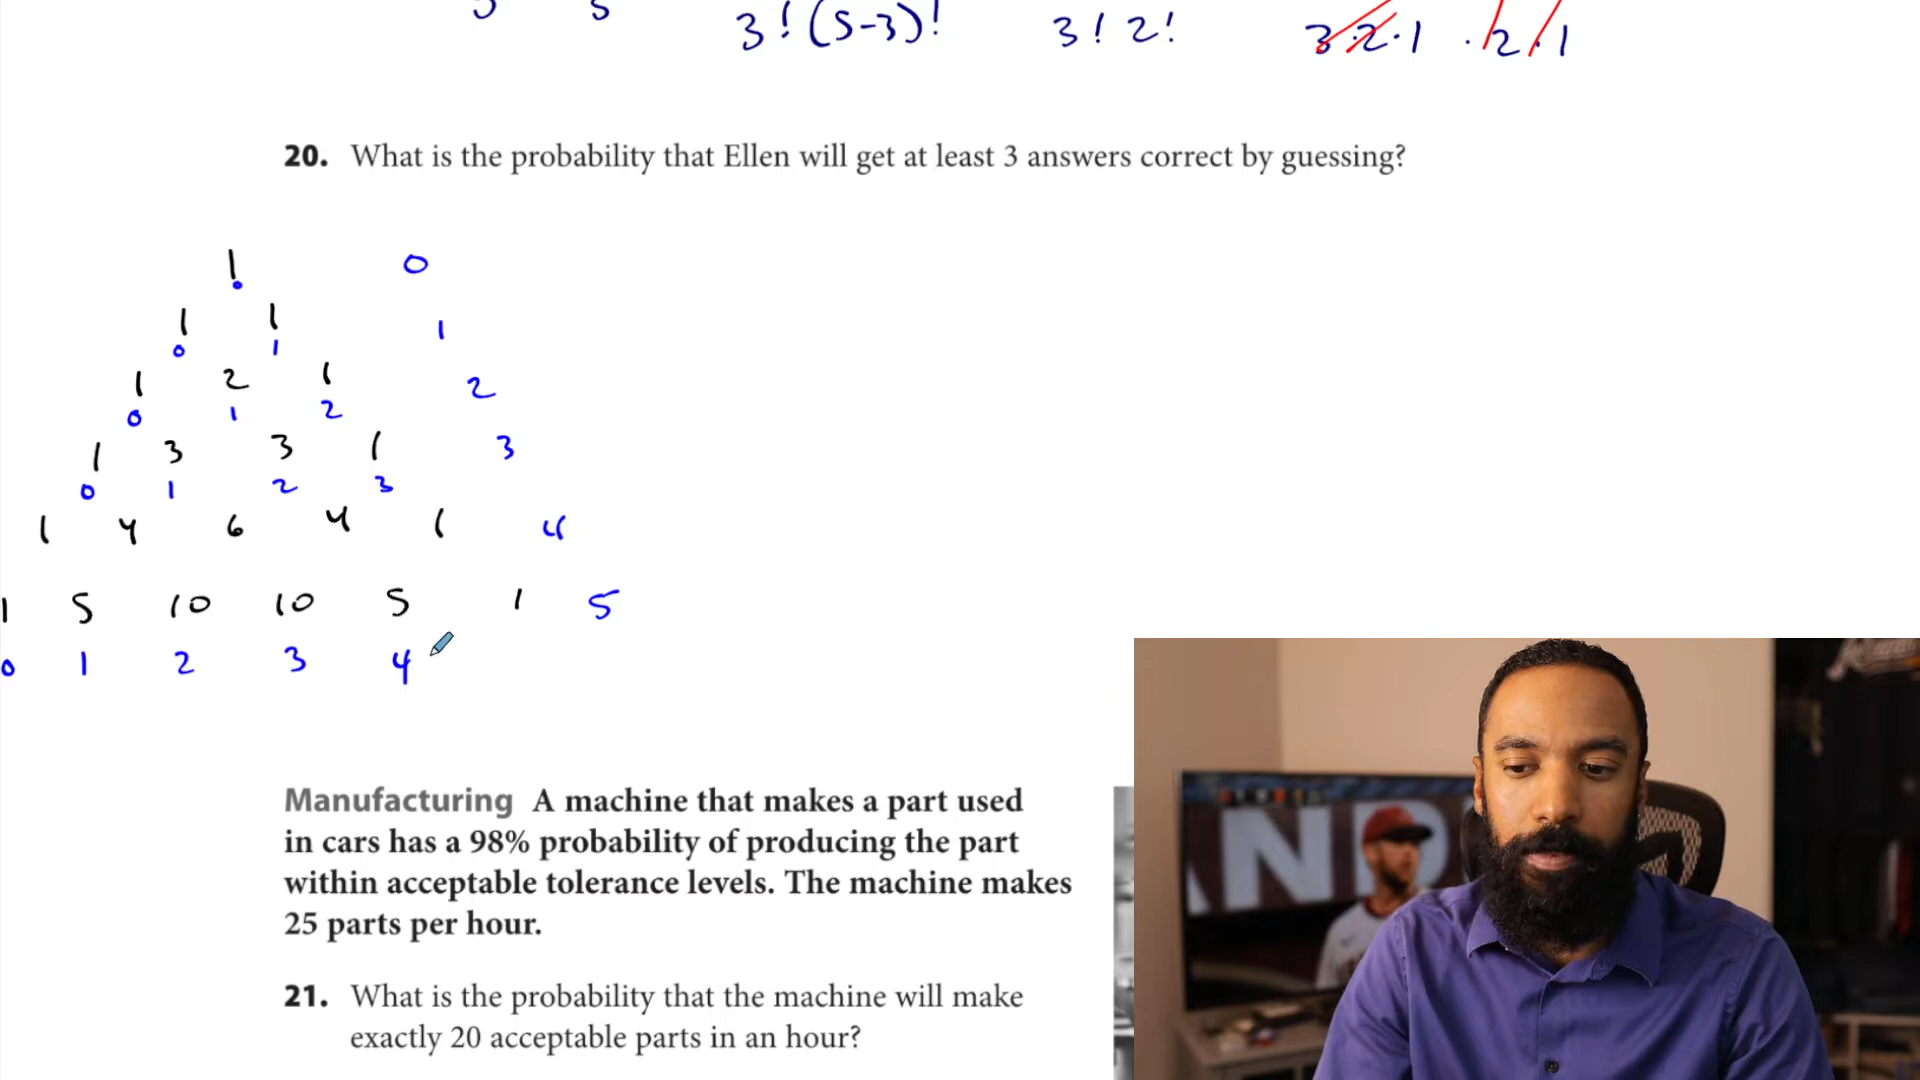 5 5 3!(5-3)! 3! 2! 3·2·1 · 2·1
20. What is the probability that Ellen will get at least 3 answers correct by guessing?
1 0
0
1 1 1
0 1
1 2 1 2
0 1 2
1 3 3 1 3
0 1 2 3
1 4 6 4 1 4
1 5 10 10 5 1 5
0 1 2 3 4
Manufacturing A machine that makes a part used
in cars has a 98% probability of producing the part
within acceptable tolerance levels. The machine makes
25 parts per hour.
21. What is the probability that the machine will make
exactly 20 acceptable parts in an hour?
AND